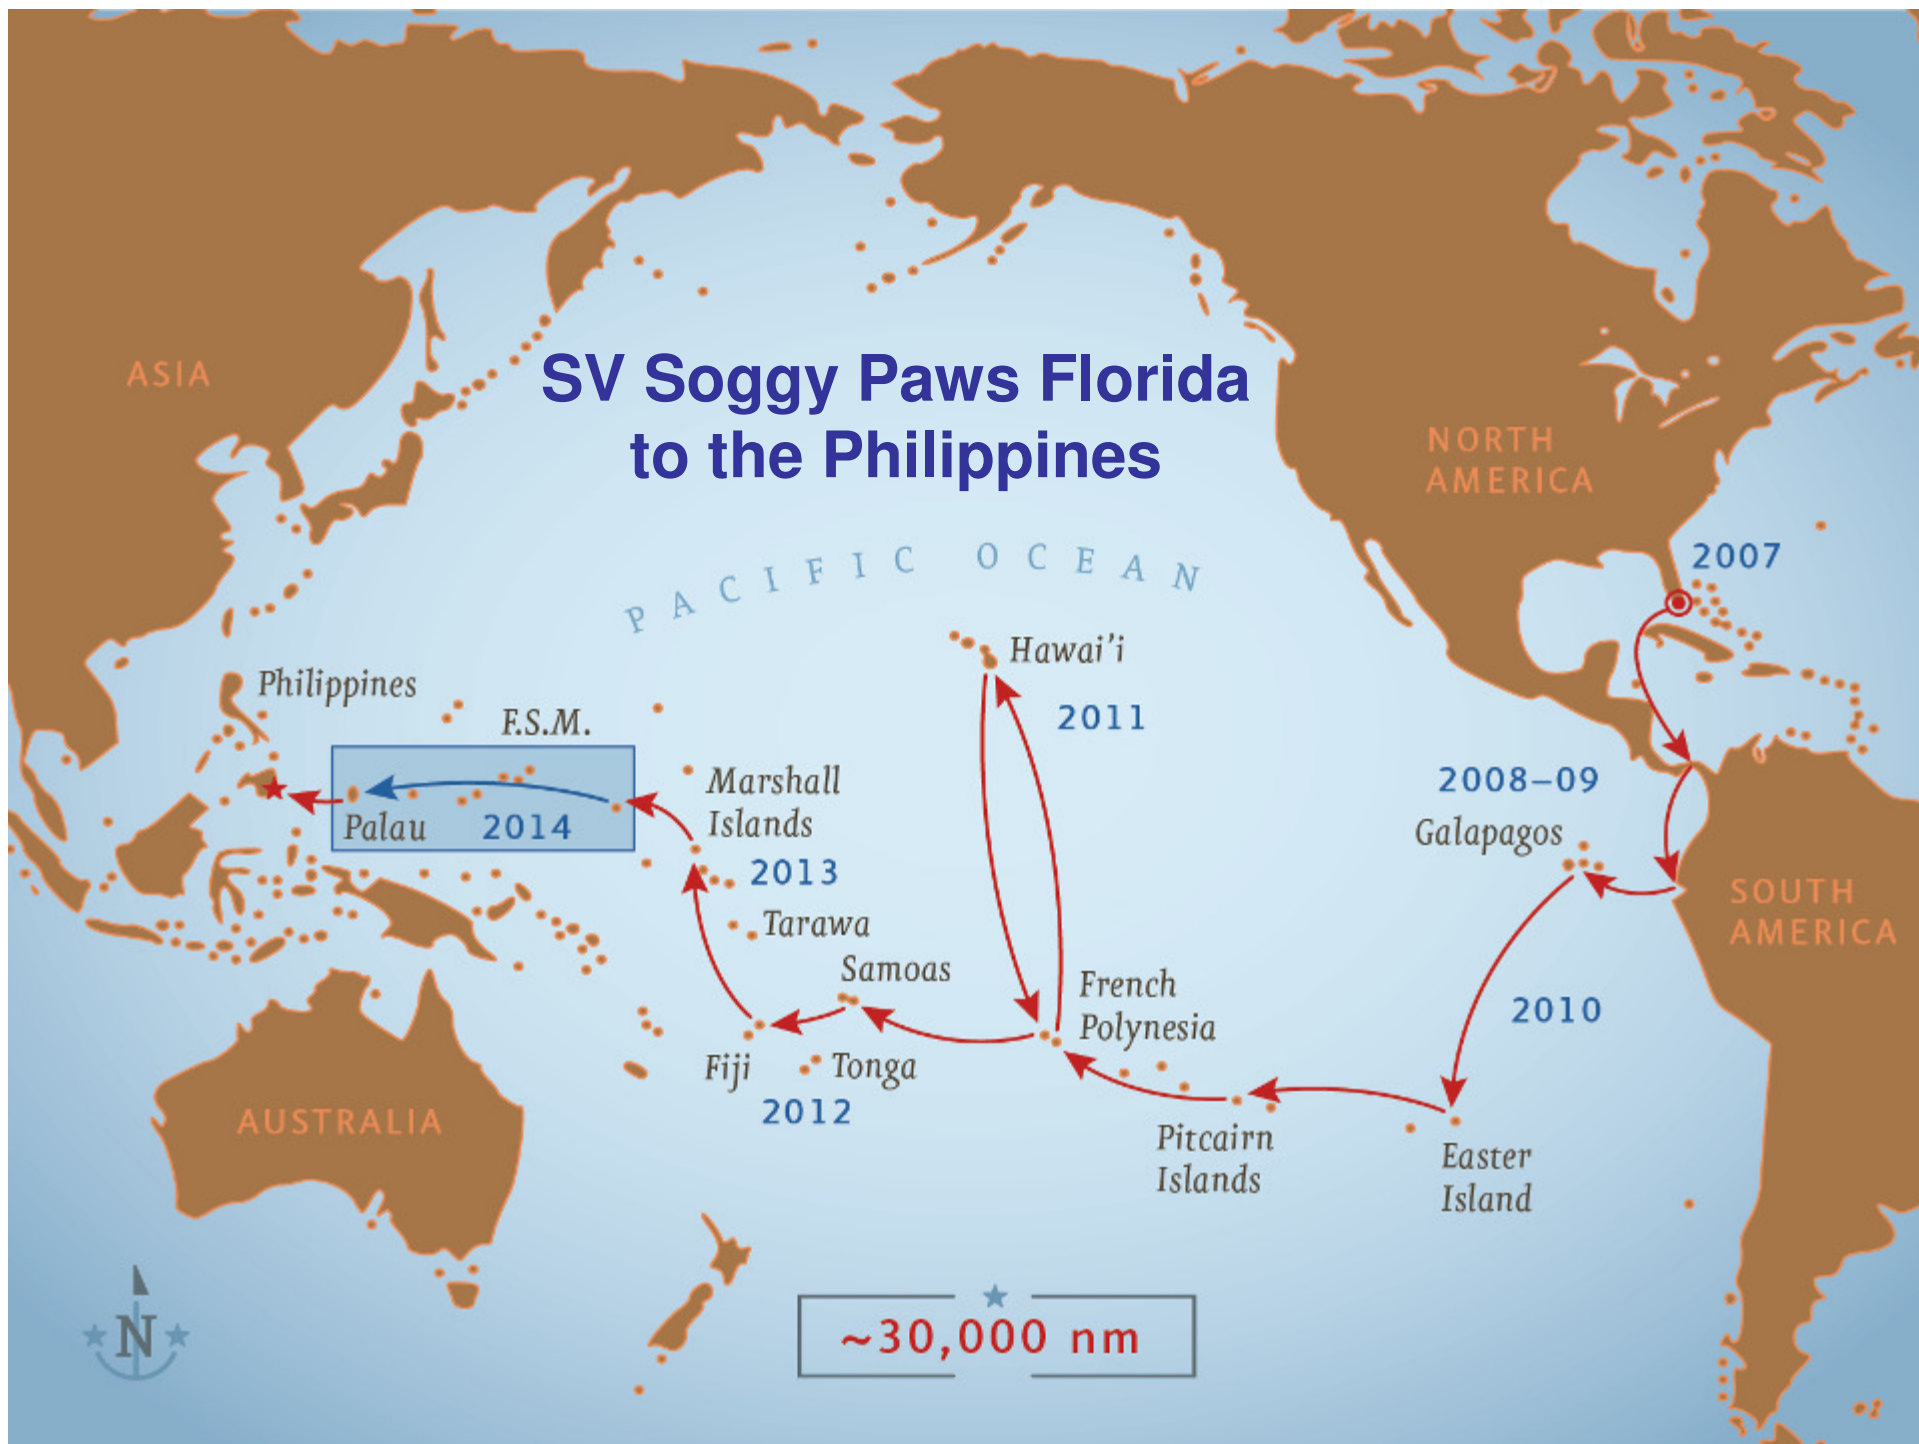 SV Soggy Paws Florida
to the Philippines
ASIA
NORTH
AMERICA
2007
PACIFIC OCEAN
Hawai'i
2011
Philippines
F.S.M.
Palau
2014
Marshall
Islands
2013
Tarawa
Samoas
Fiji
Tonga
2012
French
Polynesia
2008–09
Galapagos
SOUTH
AMERICA
2010
Pitcairn
Islands
Easter
Island
AUSTRALIA
N
~30,000 nm